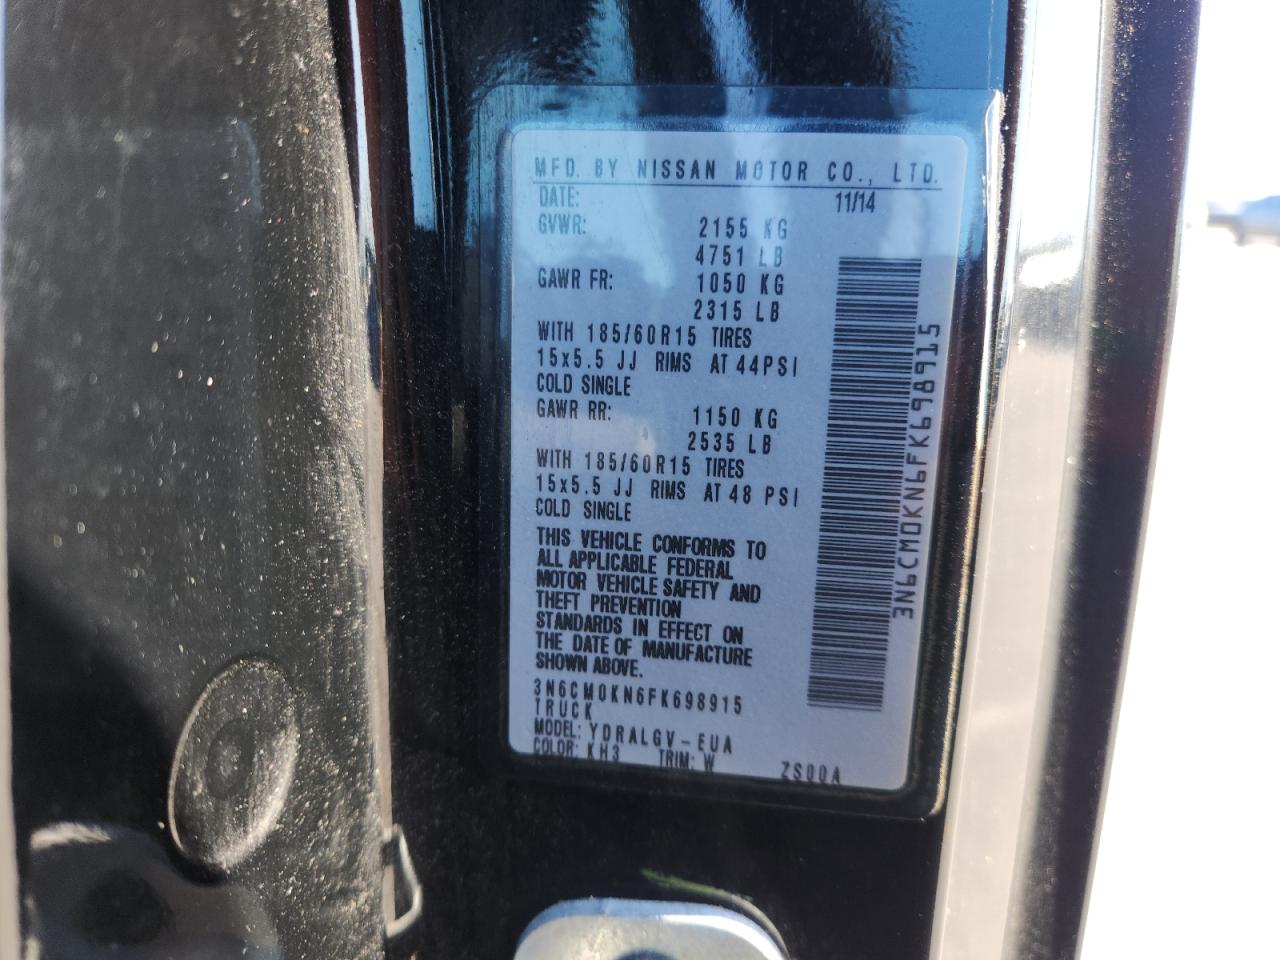 MFD. BY NISSAN MOTOR CO., LTD.
DATE: 11/14
GVWR: 2155 KG
4751 LB
GAWR FR: 1050 KG
2315 LB
WITH 185/60R15 TIRES
15x5.5 JJ RIMS AT 44PSI
COLD SINGLE
GAWR RR: 1150 KG
2535 LB
WITH 185/60R15 TIRES
15x5.5 JJ RIMS AT 48 PSI
COLD SINGLE
THIS VEHICLE CONFORMS TO
ALL APPLICABLE FEDERAL
MOTOR VEHICLE SAFETY AND
THEFT PREVENTION
STANDARDS IN EFFECT ON
THE DATE OF MANUFACTURE
SHOWN ABOVE.
3N6CM0KN6FK698915
TRUCK
MODEL: YDRALGV-EUA
COLOR: KH3 TRIM: W ZS00A
3N6CM0KN6FK698915